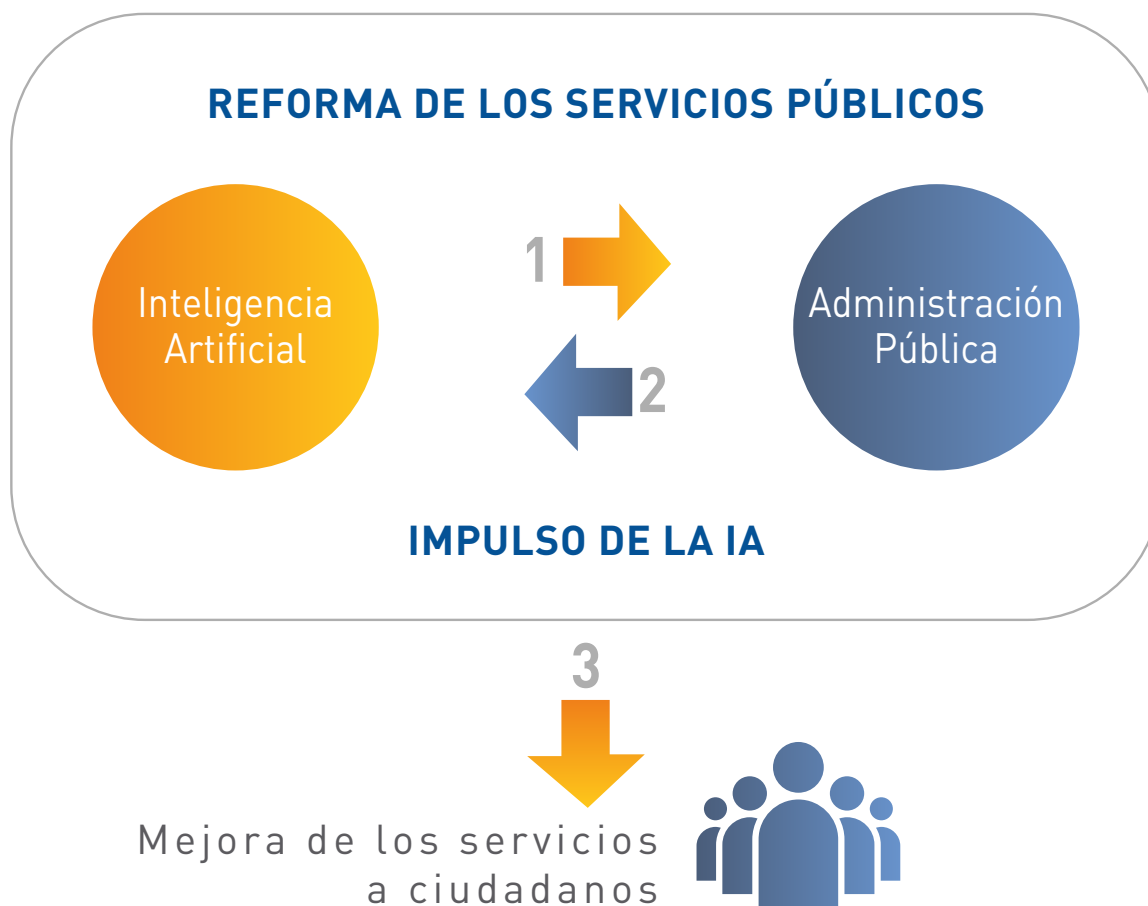 REFORMA DE LOS SERVICIOS PÚBLICOS
Inteligencia
Artificial
1
2
Administración
Pública
IMPULSO DE LA IA
3
Mejora de los servicios
a ciudadanos